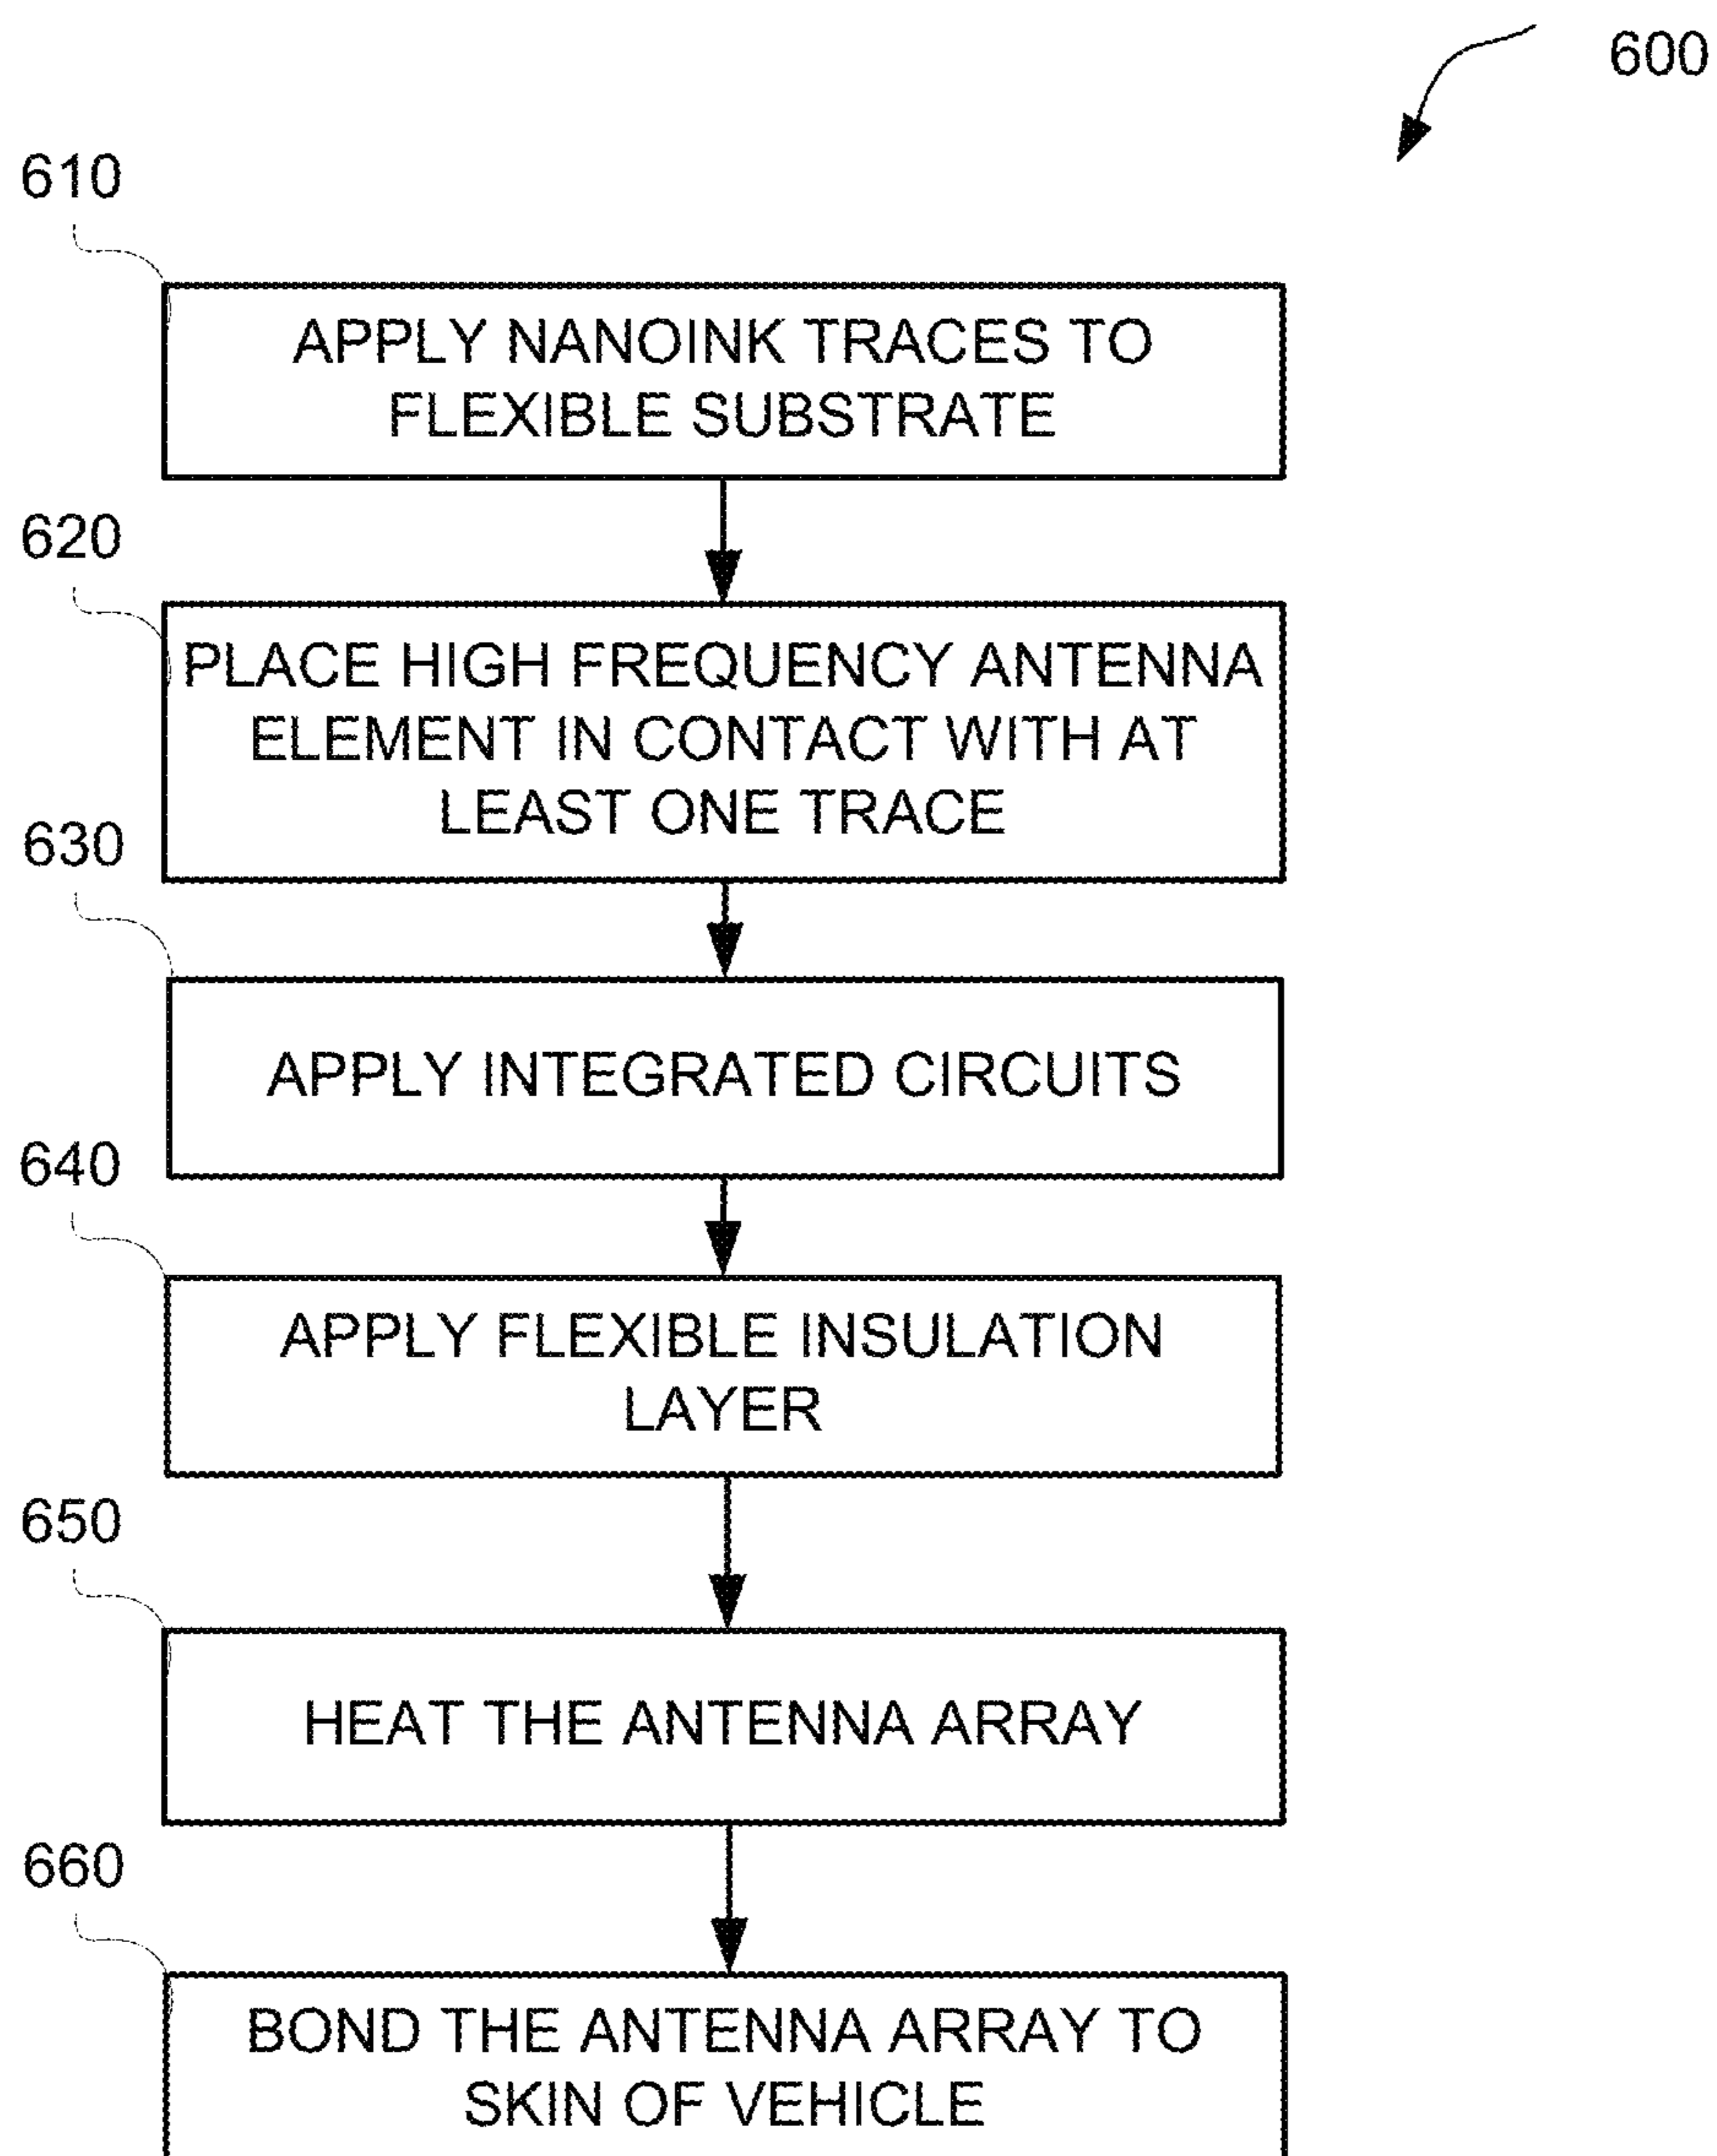 600
610
APPLY NANOINK TRACES TO
FLEXIBLE SUBSTRATE
620
PLACE HIGH FREQUENCY ANTENNA
ELEMENT IN CONTACT WITH AT
LEAST ONE TRACE
630
APPLY INTEGRATED CIRCUITS
640
APPLY FLEXIBLE INSULATION
LAYER
650
HEAT THE ANTENNA ARRAY
660
BOND THE ANTENNA ARRAY TO
SKIN OF VEHICLE